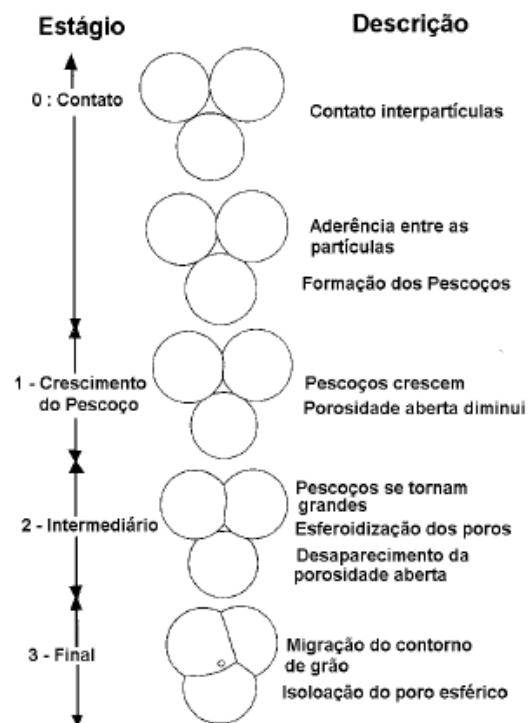 Estágio
Descrição
0 : Contato
Contato interpartículas
Aderência entre as
partículas
Formação dos Pescoços
1 - Crescimento
do Pescoço
Pescoços crescem
Porosidade aberta diminui
2 - Intermediário
Pescoços se tornam
grandes
Esferoidização dos poros
Desaparecimento da
porosidade aberta
3 - Final
Migração do contorno
de grão
Isoloação do poro esférico